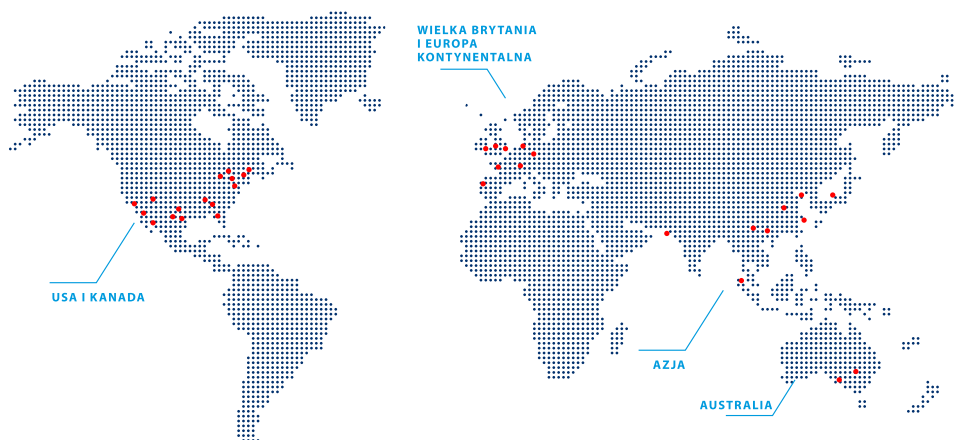 WIELKA BRYTANIA
I EUROPA
KONTYNENTALNA
USA I KANADA
AZJA
AUSTRALIA